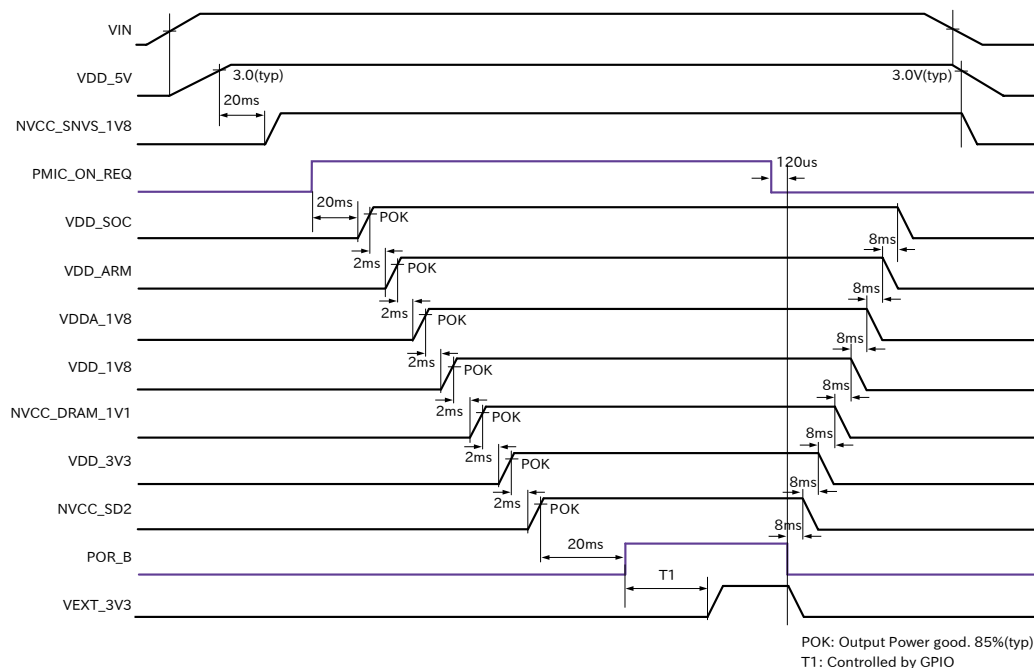 VIN
VDD_5V
3.0(typ)
3.0V(typ)
20ms
NVCC_SNVS_1V8
PMIC_ON_REQ
120us
20ms
VDD_SOC
POK
8ms
2ms
VDD_ARM
POK
8ms
2ms
VDDA_1V8
POK
8ms
2ms
VDD_1V8
POK
8ms
2ms
NVCC_DRAM_1V1
POK
8ms
2ms
VDD_3V3
POK
8ms
2ms
NVCC_SD2
POK
8ms
20ms
POR_B
T1
VEXT_3V3
POK: Output Power good. 85%(typ)
T1: Controlled by GPIO